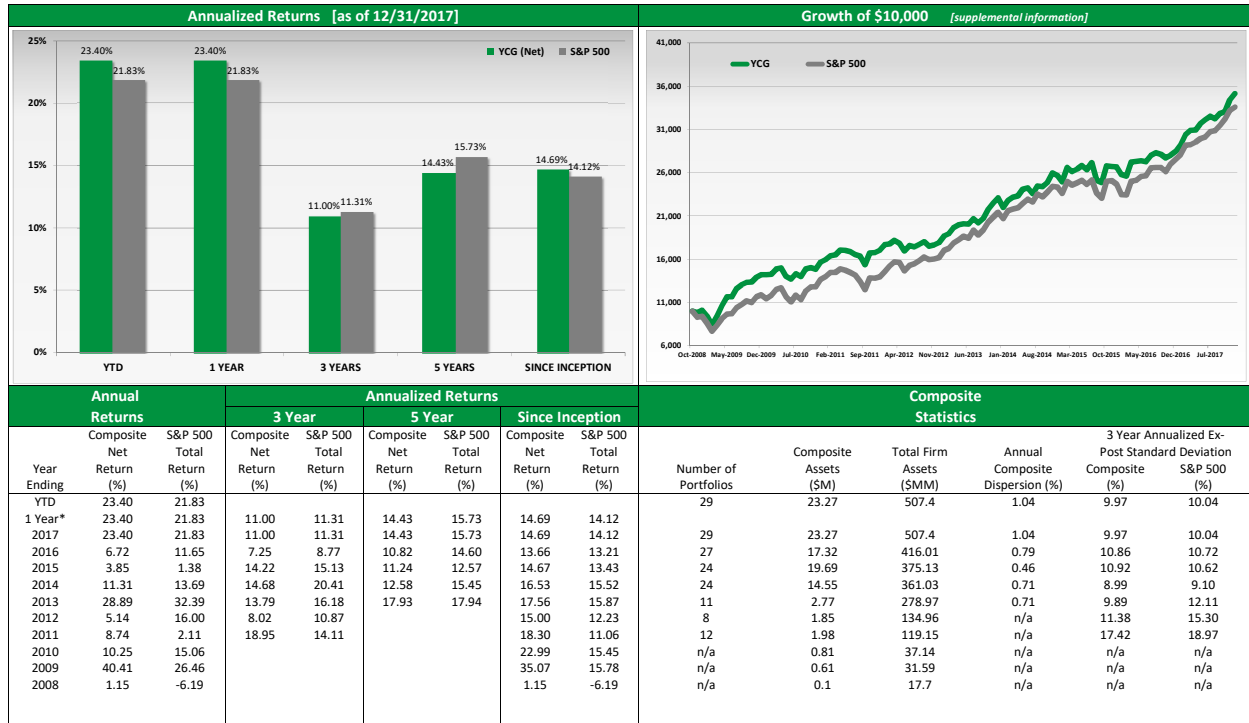 Annualized Returns [as of 12/31/2017]
25%
20%
15%
10%
5%
0%
YCG (Net) S&P 500
23.40%
21.83%
23.40%
21.83%
11.00% 11.31%
14.43%
15.73%
14.69%
14.12%
YTD 1 YEAR 3 YEARS 5 YEARS SINCE INCEPTION
Growth of $10,000 [supplemental information]
41,000
36,000
31,000
26,000
21,000
16,000
11,000
6,000
YCG S&P 500
Oct-2008 May-2009 Dec-2009 Jul-2010 Feb-2011 Sep-2011 Apr-2012 Nov-2012 Jun-2013 Jan-2014 Aug-2014 Mar-2015 Oct-2015 May-2016 Dec-2016 Jul-2017
Annual Annualized Returns Composite
Returns 3 Year 5 Year Since Inception Statistics
Composite S&P 500 Composite S&P 500 Composite S&P 500 Composite S&P 500 3 Year Annualized Ex-
Net Total Net Total Net Total Net Total Composite Total Firm Annual Post Standard Deviation
Year Return Return Return Return Return Return Return Return Number of Assets Assets Composite Composite S&P 500
Ending (%) (%) (%) (%) (%) (%) (%) (%) Portfolios ($M) ($MM) Dispersion (%) (%) (%)
YTD 23.40 21.83 29 23.27 507.4 1.04 9.97 10.04
1 Year* 23.40 21.83 11.00 11.31 14.43 15.73 14.69 14.12
2017 23.40 21.83 11.00 11.31 14.43 15.73 14.69 14.12 29 23.27 507.4 1.04 9.97 10.04
2016 6.72 11.65 7.25 8.77 10.82 14.60 13.66 13.21 27 17.32 416.01 0.79 10.86 10.72
2015 3.85 1.38 14.22 15.13 11.24 12.57 14.67 13.43 24 19.69 375.13 0.46 10.92 10.62
2014 11.31 13.69 14.68 20.41 12.58 15.45 16.53 15.52 24 14.55 361.03 0.71 8.99 9.10
2013 28.89 32.39 13.79 16.18 17.93 17.94 17.56 15.87 11 2.77 278.97 0.71 9.89 12.11
2012 5.14 16.00 8.02 10.87 15.00 12.23 8 1.85 134.96 n/a 11.38 15.30
2011 8.74 2.11 18.95 14.11 18.30 11.06 12 1.98 119.15 n/a 17.42 18.97
2010 10.25 15.06 22.99 15.45 n/a 0.81 37.14 n/a n/a n/a
2009 40.41 26.46 35.07 15.78 n/a 0.61 31.59 n/a n/a n/a
2008 1.15 -6.19 1.15 -6.19 n/a 0.1 17.7 n/a n/a n/a